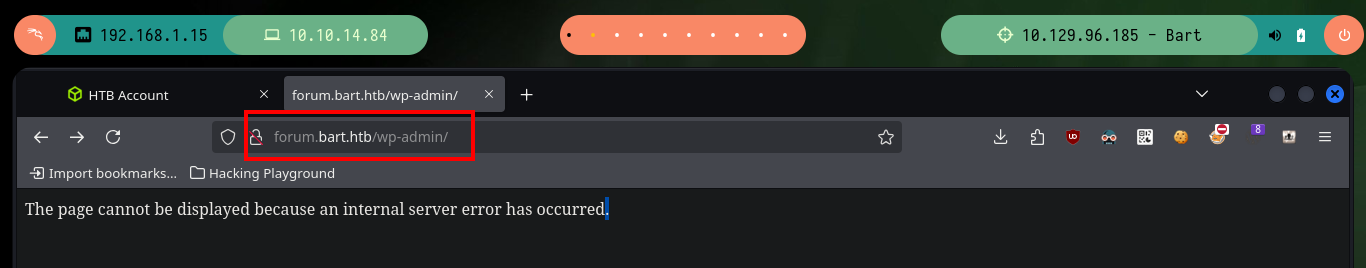 192.168.1.15 10.10.14.84 10.129.96.185 - Bart
HTB Account forum.bart.htb/wp-admin/
forum.bart.htb/wp-admin/ 8
Import bookmarks... Hacking Playground
The page cannot be displayed because an internal server error has occurred.